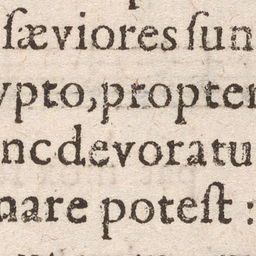 ſæviores ſun
ypto, propter
nc devoratu
nare poteſt :